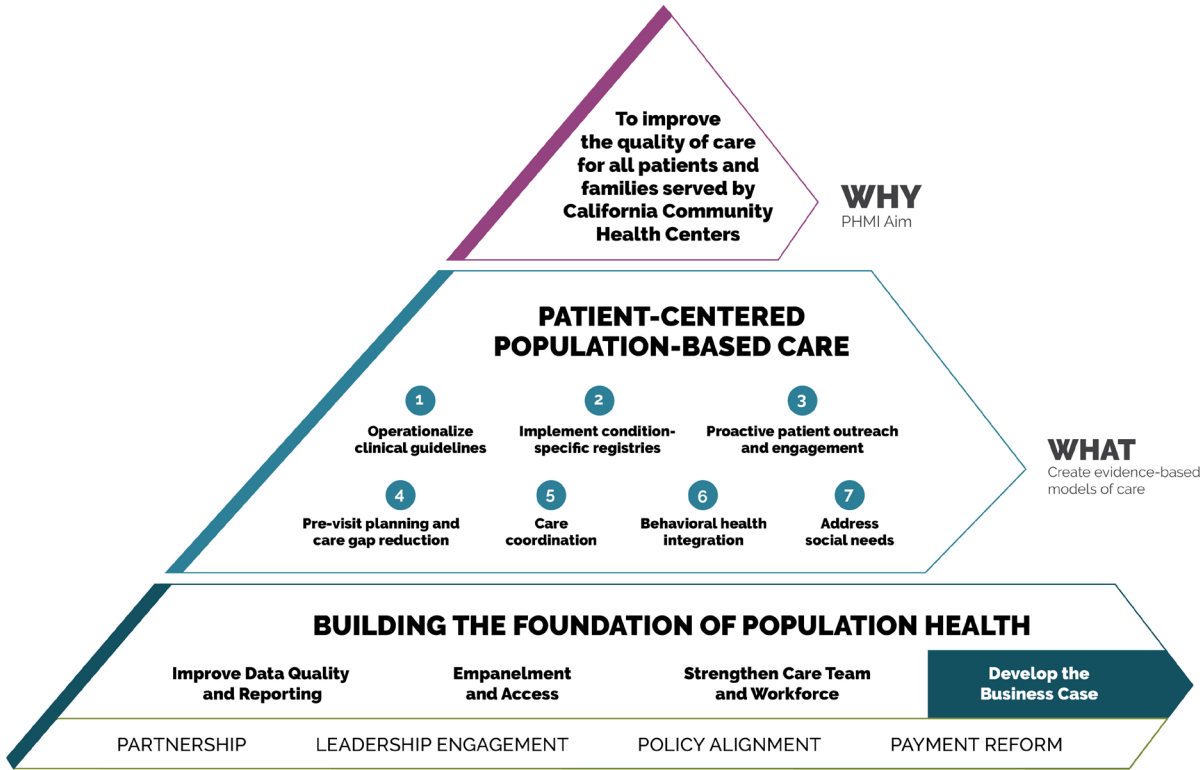 To improve
the quality of care
for all patients and
families served by
California Community
Health Centers
WHY
PHMI Aim
PATIENT-CENTERED
POPULATION-BASED CARE
1
Operationalize
clinical guidelines
2
Implement condition-
specific registries
3
Proactive patient outreach
and engagement
4
Pre-visit planning and
care gap reduction
5
Care
coordination
6
Behavioral health
integration
7
Address
social needs
WHAT
Create evidence-based
models of care
BUILDING THE FOUNDATION OF POPULATION HEALTH
Improve Data Quality
and Reporting
Empanelment
and Access
Strengthen Care Team
and Workforce
Develop the
Business Case
PARTNERSHIP
LEADERSHIP ENGAGEMENT
POLICY ALIGNMENT
PAYMENT REFORM